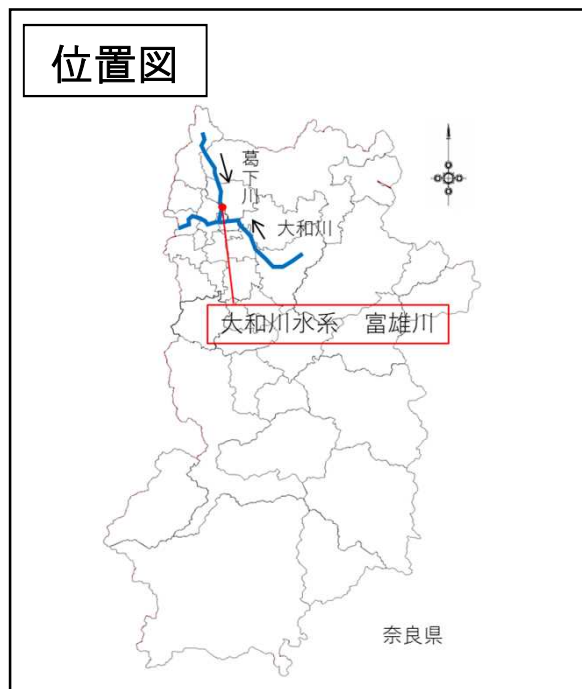 位置図
葛下川
大和川
大和川水系　富雄川
奈良県